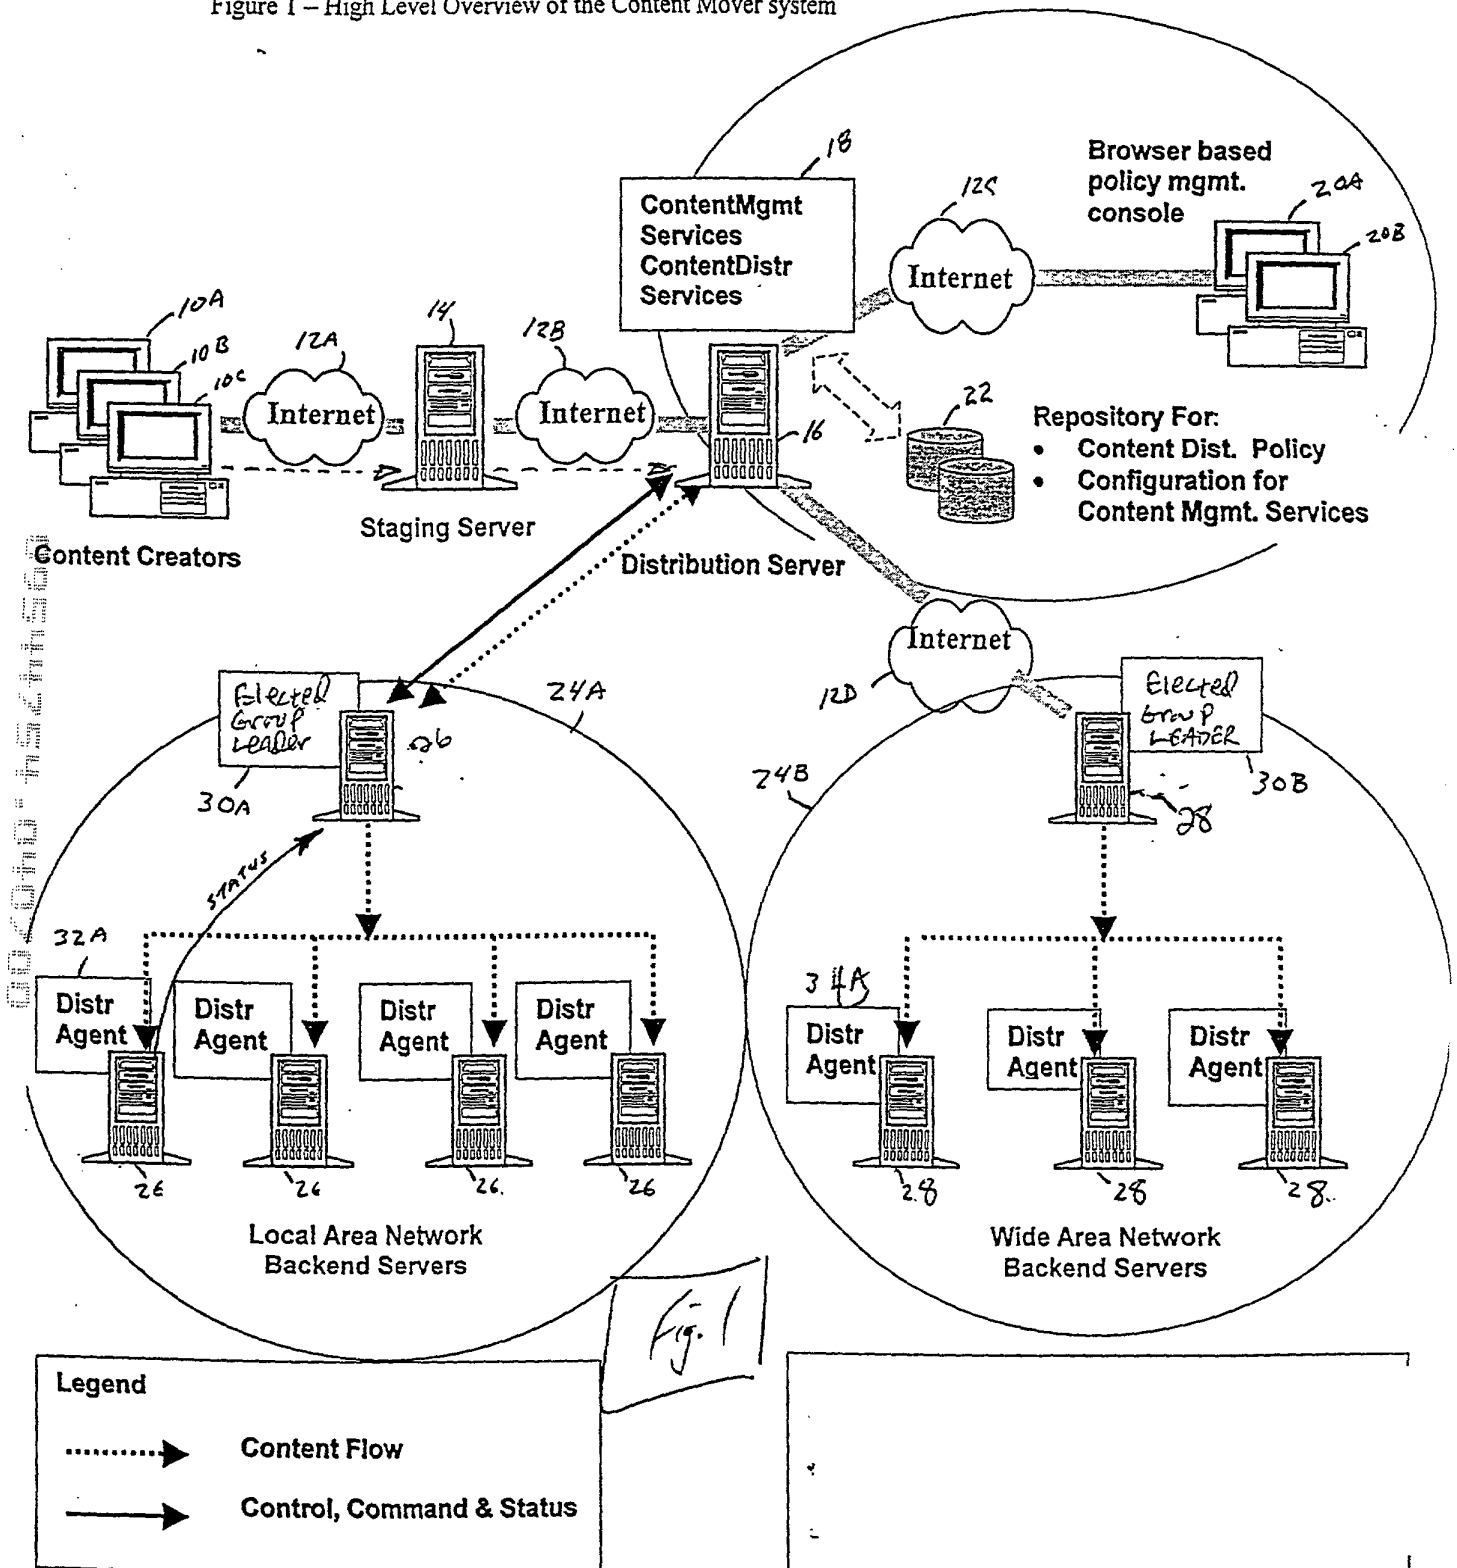 Figure 1 – High Level Overview of the Content Mover system
18
ContentMgmt
Services
ContentDistr
Services
12C
Internet
Browser based
policy mgmt.
console
20A
20B
10A
10B
10C
12A
Internet
14
12B
Internet
16
22
Repository For:
• Content Dist. Policy
• Configuration for
Content Mgmt. Services
Content Creators
Staging Server
Distribution Server
Internet
12D
Elected
Group
Leader
30A
26
24A
Elected
Group
LEADER
30B
28
24B
STATUS
32A
Distr
Agent
Distr
Agent
Distr
Agent
Distr
Agent
34A
Distr
Agent
Distr
Agent
Distr
Agent
26
26
26.
26
28
28
28.
Local Area Network
Backend Servers
Wide Area Network
Backend Servers
Fig. 1
Legend
Content Flow
Control, Command & Status